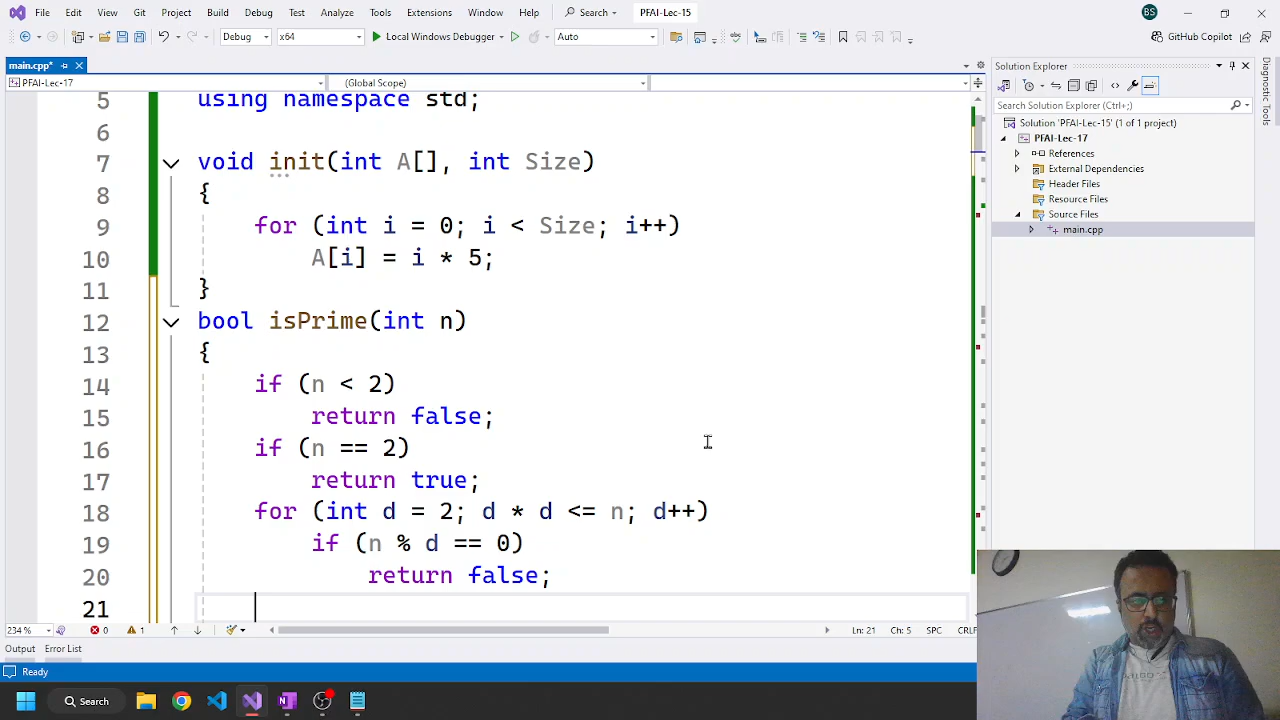 File Edit View Git Project Build Debug Test Analyze Tools Extensions Window Help Search PFAI-Lec-15 BS
Debug x64 Local Windows Debugger Auto GitHub Copilot
main.cpp*
PFAI-Lec-17 (Global Scope)
5 using namespace std;
6
7 void init(int A[], int Size)
8 {
9 for (int i = 0; i < Size; i++)
10 A[i] = i * 5;
11 }
12 bool isPrime(int n)
13 {
14 if (n < 2)
15 return false;
16 if (n == 2)
17 return true;
18 for (int d = 2; d * d <= n; d++)
19 if (n % d == 0)
20 return false;
21
Solution Explorer
Search Solution Explorer (Ctrl+;)
Solution 'PFAI-Lec-15' (1 of 1 project)
PFAI-Lec-17
References
External Dependencies
Header Files
Resource Files
Source Files
main.cpp
Diagnostic Tools
234 % 0 1 Ln: 21 Ch: 5 SPC CRLF
Output Error List
Ready
Search